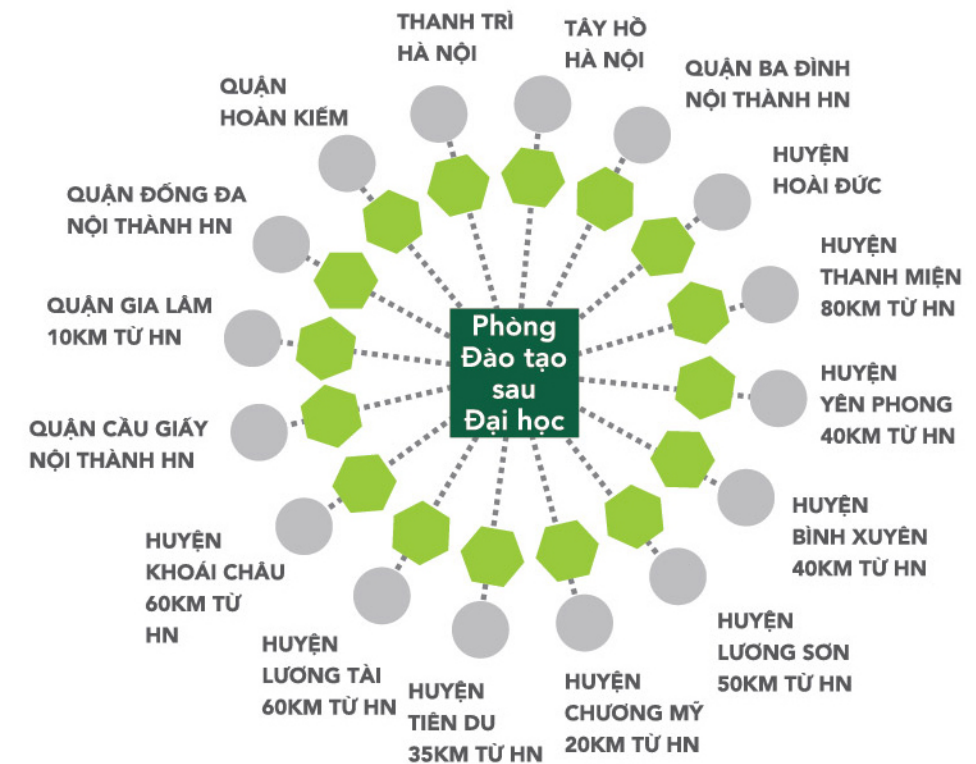 THANH TRÌ
HÀ NỘI
TÂY HỒ
HÀ NỘI
QUẬN BA ĐÌNH
NỘI THÀNH HN
QUẬN
HOÀN KIẾM
HUYỆN
HOÀI ĐỨC
QUẬN ĐỐNG ĐA
NỘI THÀNH HN
HUYỆN
THANH MIỆN
80KM TỪ HN
QUẬN GIA LÂM
10KM TỪ HN
Phòng
Đào tạo
sau
Đại học
HUYỆN
YÊN PHONG
40KM TỪ HN
QUẬN CẦU GIẤY
NỘI THÀNH HN
HUYỆN
BÌNH XUYÊN
40KM TỪ HN
HUYỆN
KHOÁI CHÂU
60KM TỪ
HN
HUYỆN
LƯƠNG SƠN
50KM TỪ HN
HUYỆN
LƯƠNG TÀI
60KM TỪ HN
HUYỆN
TIÊN DU
35KM TỪ HN
HUYỆN
CHƯƠNG MỸ
20KM TỪ HN